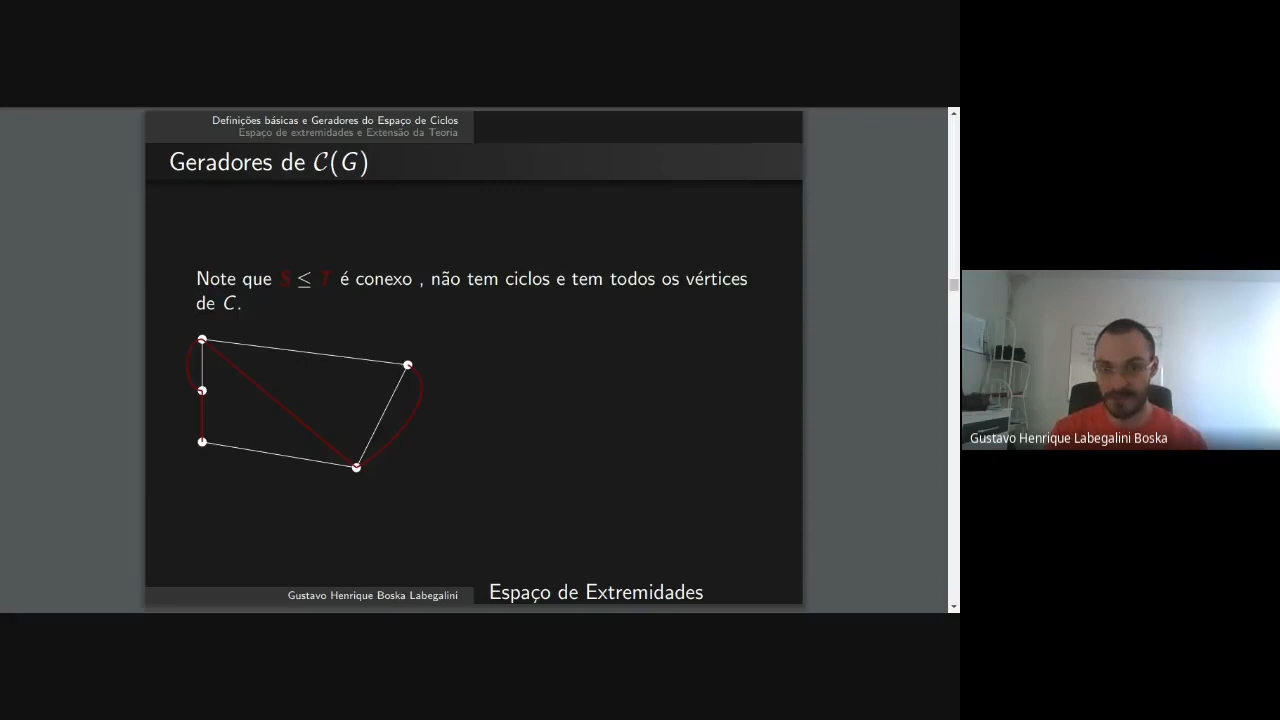 Definições básicas e Geradores do Espaço de Ciclos
Espaço de extremidades e Extensão da Teoria
Geradores de C(G)
Note que S ≤ T é conexo , não tem ciclos e tem todos os vértices
de C.
Gustavo Henrique Boska Labegalini
Espaço de Extremidades
Gustavo Henrique Labegalini Boska